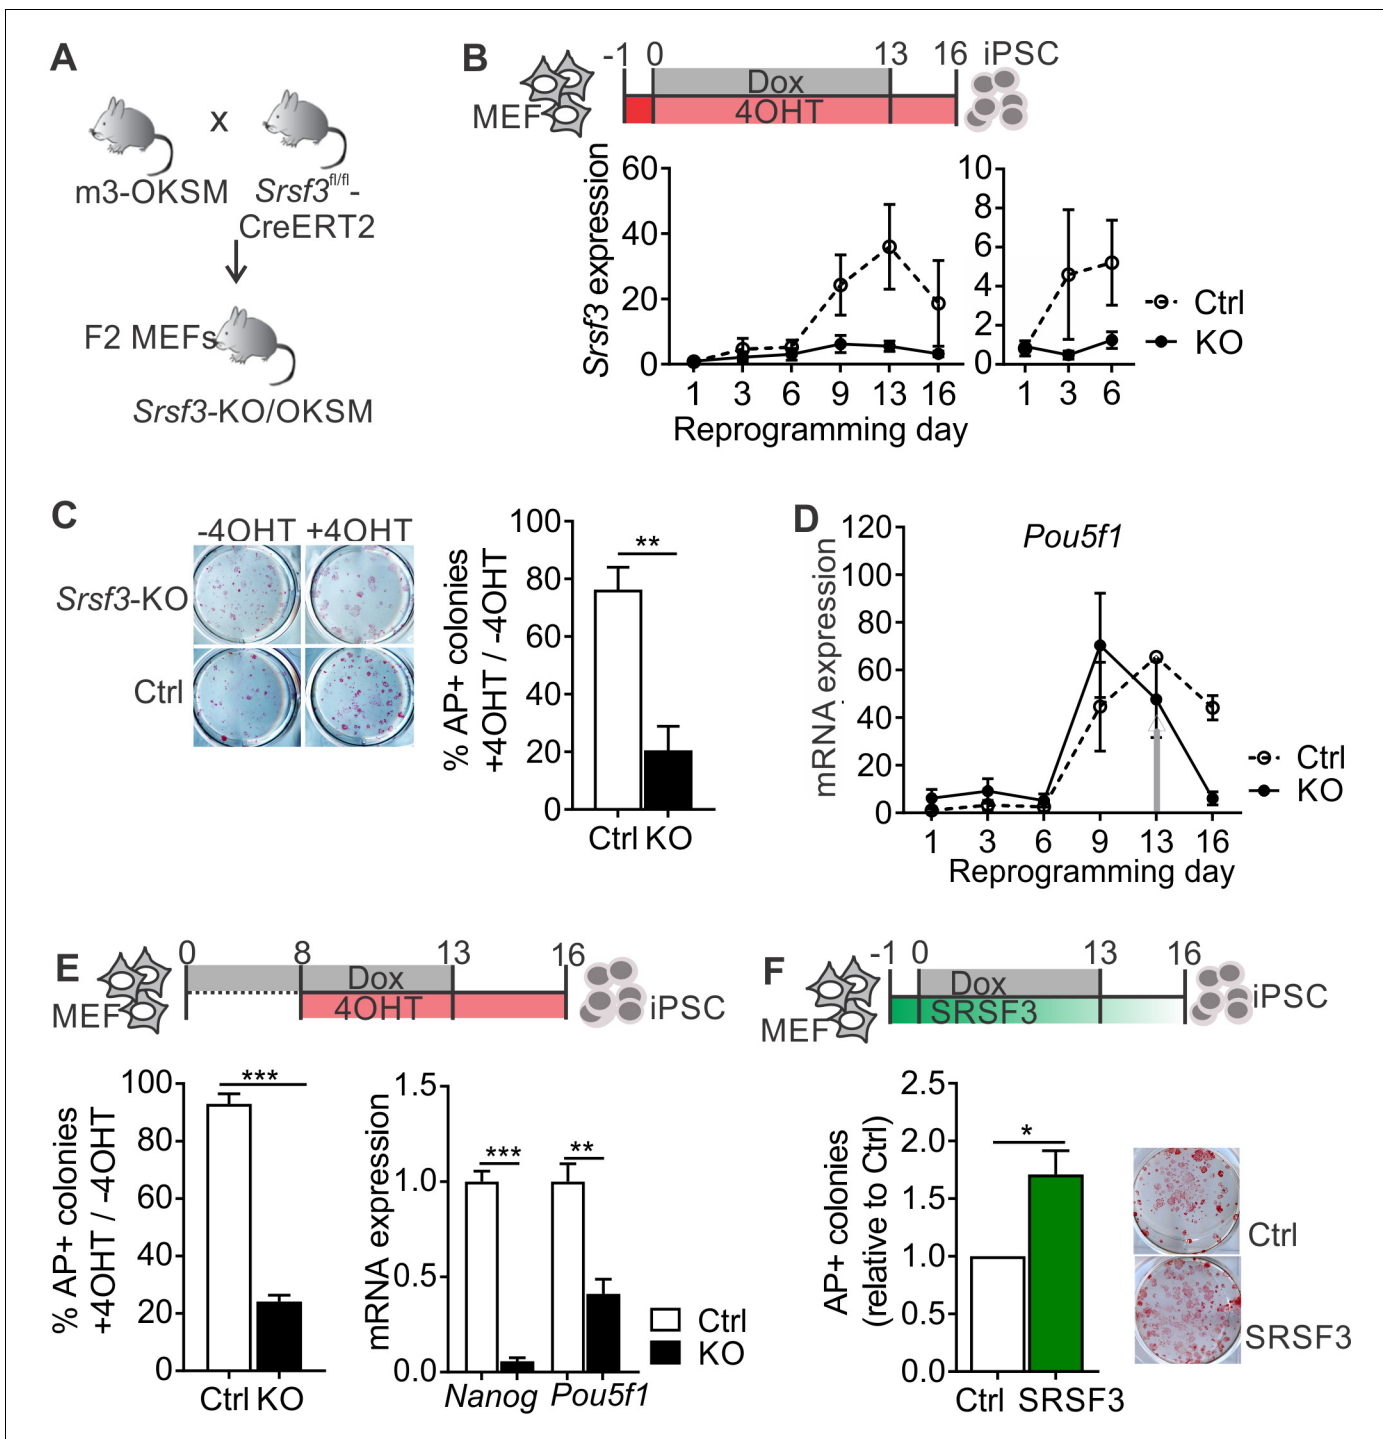 A
m3-OKSM
x
Srsf3fl/fl-
CreERT2
F2 MEFs
Srsf3-KO/OKSM
B
-1 0 13 16 iPSC
MEF
Dox
4OHT
Srsf3 expression
60
40
20
0
1 3 6 9 13 16
Reprogramming day
10
8
6
4
2
0
1 3 6
Ctrl
KO
C
-4OHT +4OHT
Srsf3-KO
Ctrl
% AP+ colonies
+4OHT / -4OHT
100
80
60
40
20
0
**
Ctrl KO
D
Pou5f1
mRNA expression
120
100
80
60
40
20
0
1 3 6 9 13 16
Reprogramming day
Ctrl
KO
E
0 8 13 16
MEF
Dox
4OHT
iPSC
% AP+ colonies
+4OHT / -4OHT
100
80
60
40
20
0
***
Ctrl KO
mRNA expression
1.5
1.0
0.5
0.0
*** **
Nanog Pou5f1
Ctrl
KO
F
-1 0 13 16
MEF
Dox
SRSF3
iPSC
AP+ colonies
(relative to Ctrl)
2.5
2.0
1.5
1.0
0.5
0.0
*
Ctrl SRSF3
Ctrl
SRSF3